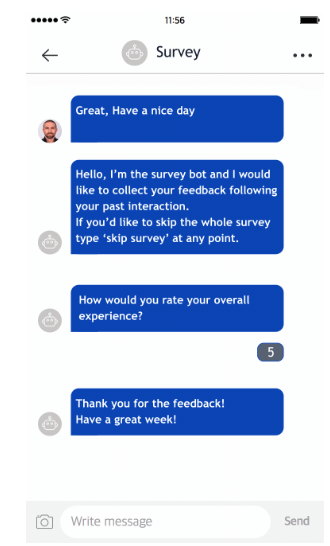 11:56
Survey
Great, Have a nice day
Hello, I'm the survey bot and I would
like to collect your feedback following
your past interaction.
If you'd like to skip the whole survey
type ‘skip survey’ at any point.
How would you rate your overall
experience?
5
Thank you for the feedback!
Have a great week!
Write message
Send